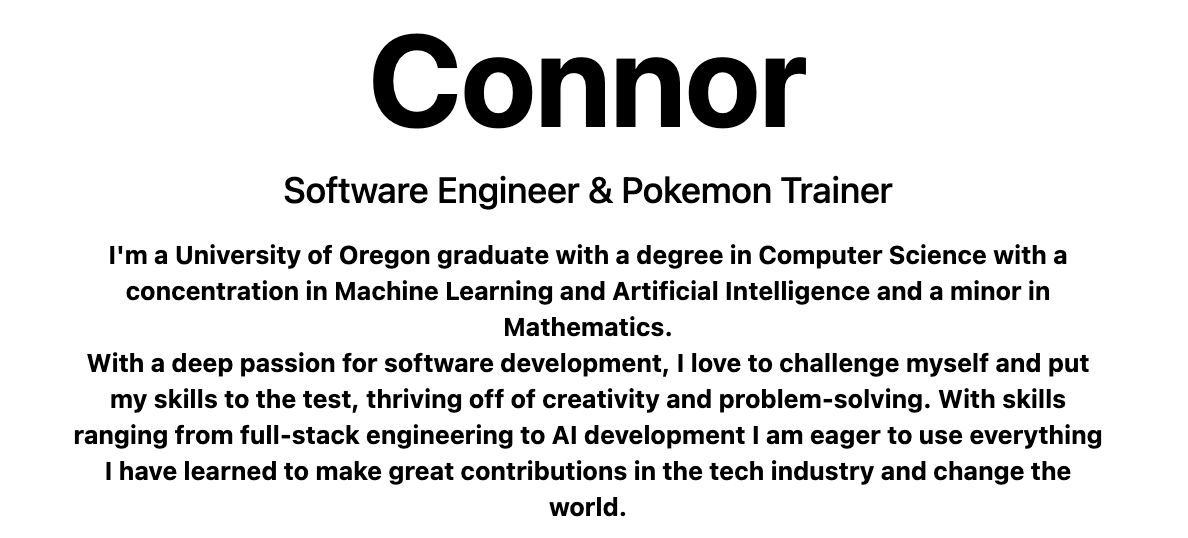 Connor
Software Engineer & Pokemon Trainer
I'm a University of Oregon graduate with a degree in Computer Science with a
concentration in Machine Learning and Artificial Intelligence and a minor in
Mathematics.
With a deep passion for software development, I love to challenge myself and put
my skills to the test, thriving off of creativity and problem-solving. With skills
ranging from full-stack engineering to AI development I am eager to use everything
I have learned to make great contributions in the tech industry and change the
world.